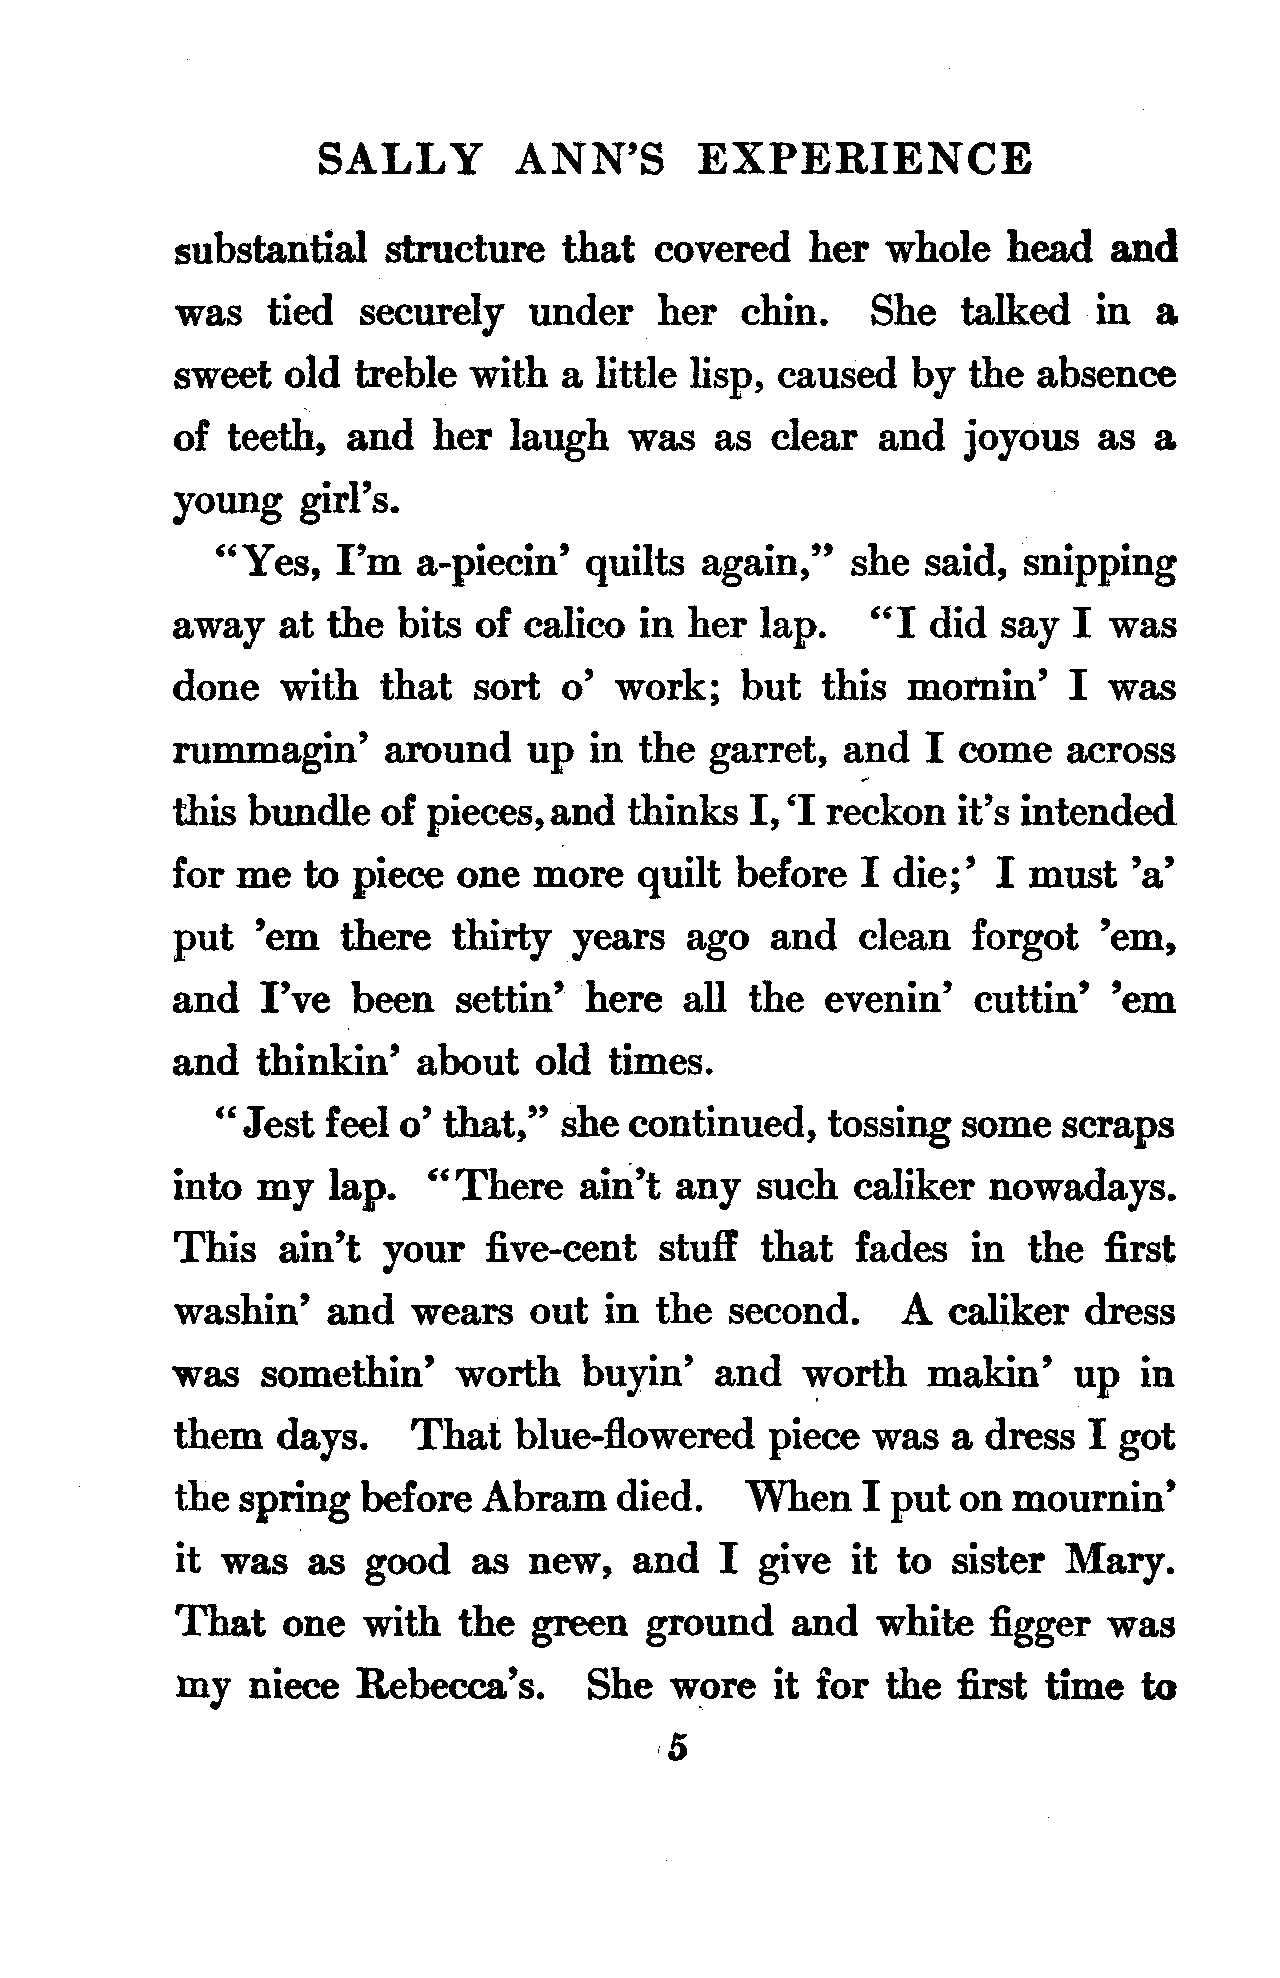 SALLY ANN'S EXPERIENCE
substantial structure that covered her whole head and
was tied securely under her chin. She talked in a
sweet old treble with a little lisp, caused by the absence
of teeth, and her laugh was as clear and joyous as a
young girl's.
"Yes, I'm a-piecin' quilts again," she said, snipping
away at the bits of calico in her lap. "I did say I was
done with that sort o' work; but this mornin' I was
rummagin' around up in the garret, and I come across
this bundle of pieces, and thinks I, 'I reckon it's intended
for me to piece one more quilt before I die;' I must 'a'
put 'em there thirty years ago and clean forgot 'em,
and I've been settin' here all the evenin' cuttin' 'em
and thinkin' about old times.
"Jest feel o' that," she continued, tossing some scraps
into my lap. "There ain't any such caliker nowadays.
This ain't your five-cent stuff that fades in the first
washin' and wears out in the second. A caliker dress
was somethin' worth buyin' and worth makin' up in
them days. That blue-flowered piece was a dress I got
the spring before Abram died. When I put on mournin'
it was as good as new, and I give it to sister Mary.
That one with the green ground and white figger was
my niece Rebecca's. She wore it for the first time to
5